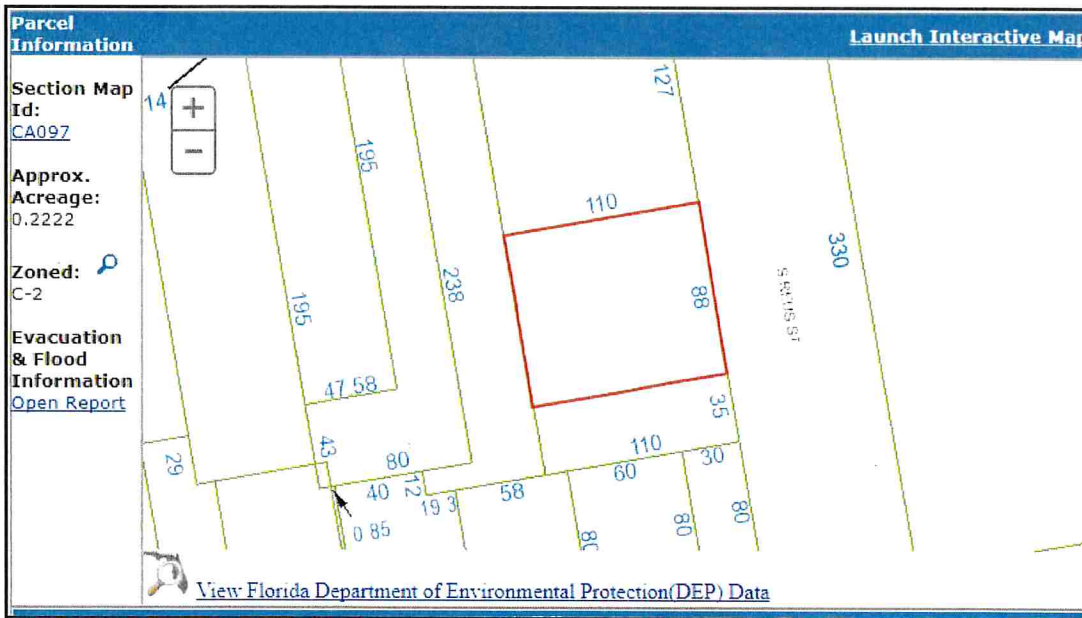 Parcel
Information
Launch Interactive Map
Section Map
Id:
CA097
Approx.
Acreage:
0.2222
Zoned:
C-2
Evacuation
& Flood
Information
Open Report
14
+
−
195
127
110
330
238
88
195
47.58
35
43
110
29
80
30
60
40
12
58
19.3
0.85
80
80
80
View Florida Department of Environmental Protection(DEP) Data